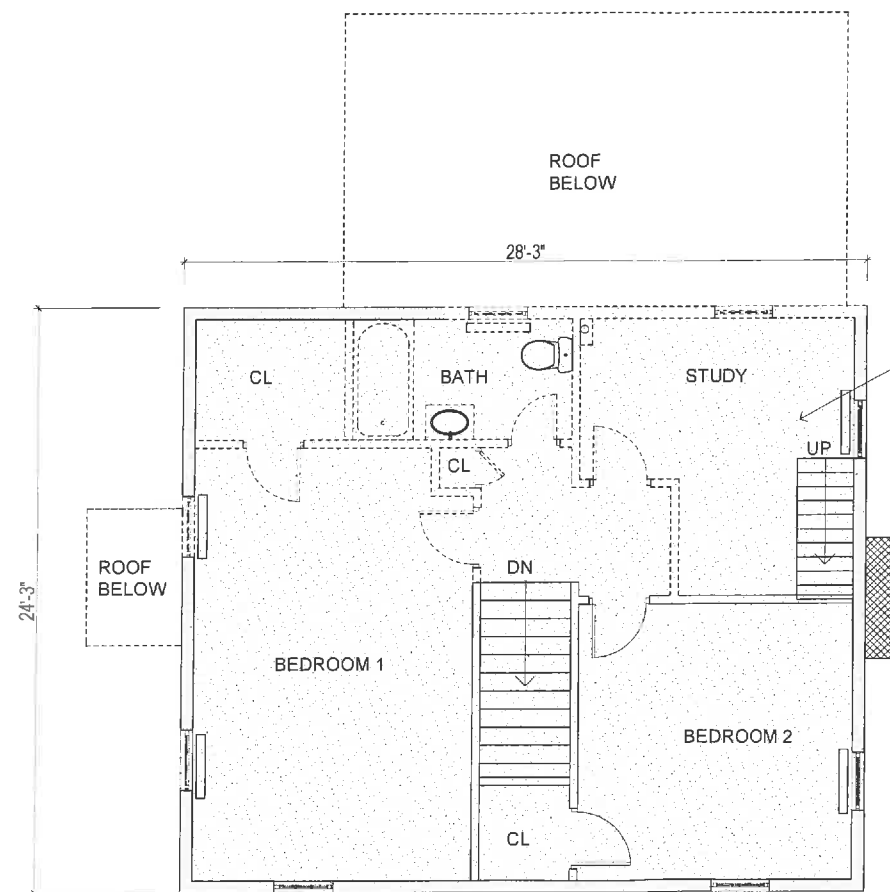 ROOF
BELOW
28'-3"
CL
BATH
STUDY
UP
CL
ROOF
BELOW
DN
24'-3"
BEDROOM 1
BEDROOM 2
CL